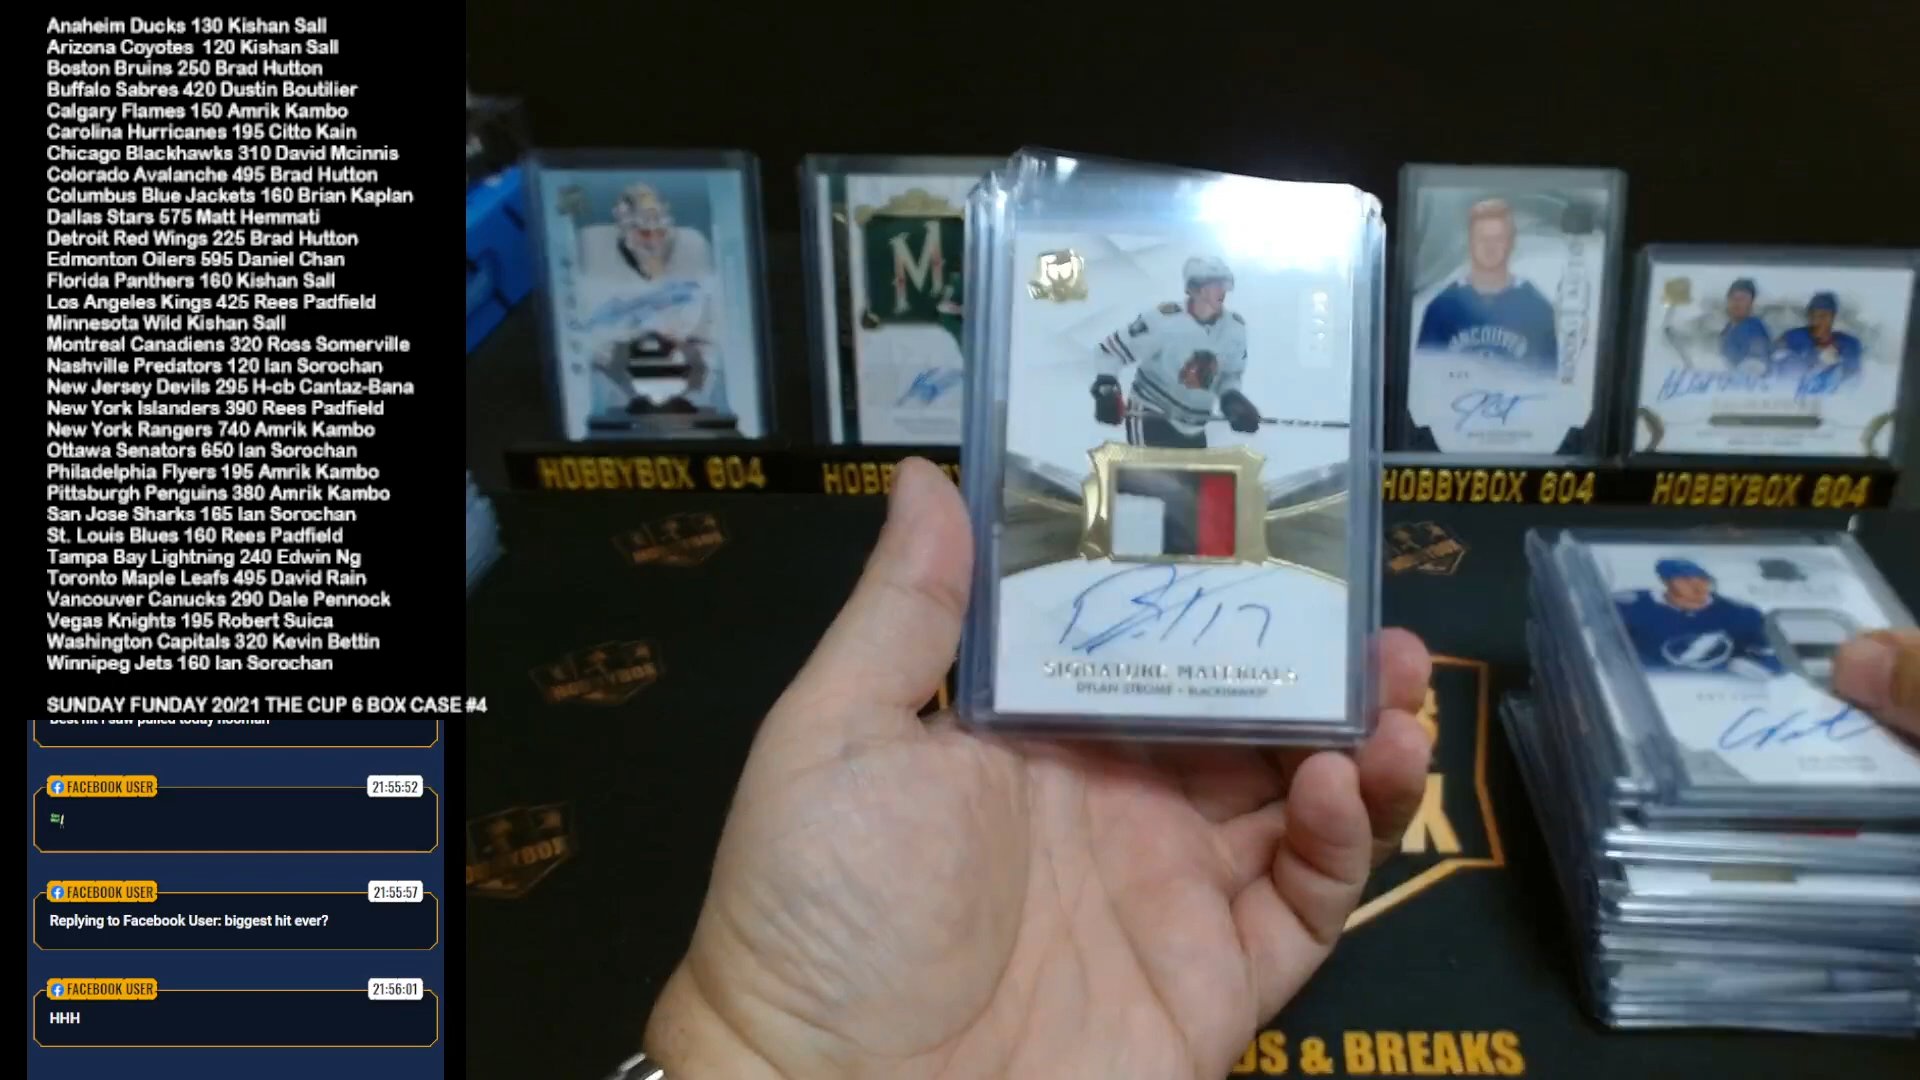 Anaheim Ducks 130 Kishan Sall
Arizona Coyotes 120 Kishan Sall
Boston Bruins 250 Brad Hutton
Buffalo Sabres 420 Dustin Boutilier
Calgary Flames 150 Amrik Kambo
Carolina Hurricanes 195 Citto Kain
Chicago Blackhawks 310 David Mcinnis
Colorado Avalanche 495 Brad Hutton
Columbus Blue Jackets 160 Brian Kaplan
Dallas Stars 575 Matt Hemmati
Detroit Red Wings 225 Brad Hutton
Edmonton Oilers 595 Daniel Chan
Florida Panthers 160 Kishan Sall
Los Angeles Kings 425 Rees Padfield
Minnesota Wild Kishan Sall
Montreal Canadiens 320 Ross Somerville
Nashville Predators 120 Ian Sorochan
New Jersey Devils 295 H-cb Cantaz-Bana
New York Islanders 390 Rees Padfield
New York Rangers 740 Amrik Kambo
Ottawa Senators 650 Ian Sorochan
Philadelphia Flyers 195 Amrik Kambo
Pittsburgh Penguins 380 Amrik Kambo
San Jose Sharks 165 Ian Sorochan
St. Louis Blues 160 Rees Padfield
Tampa Bay Lightning 240 Edwin Ng
Toronto Maple Leafs 495 David Rain
Vancouver Canucks 290 Dale Pennock
Vegas Knights 195 Robert Suica
Washington Capitals 320 Kevin Bettin
Winnipeg Jets 160 Ian Sorochan
SUNDAY FUNDAY 20/21 THE CUP 6 BOX CASE #4
Best hit I saw pulled today hooman
FACEBOOK USER 21:55:52
FACEBOOK USER 21:55:57
Replying to Facebook User: biggest hit ever?
FACEBOOK USER 21:56:01
HHH
HOBBYBOX 604
HOBBYBOX 604
HOBBYBOX 604
17
SIGNATURE MATERIALS
DYLAN STROME • BLACKHAWKS
& BREAKS